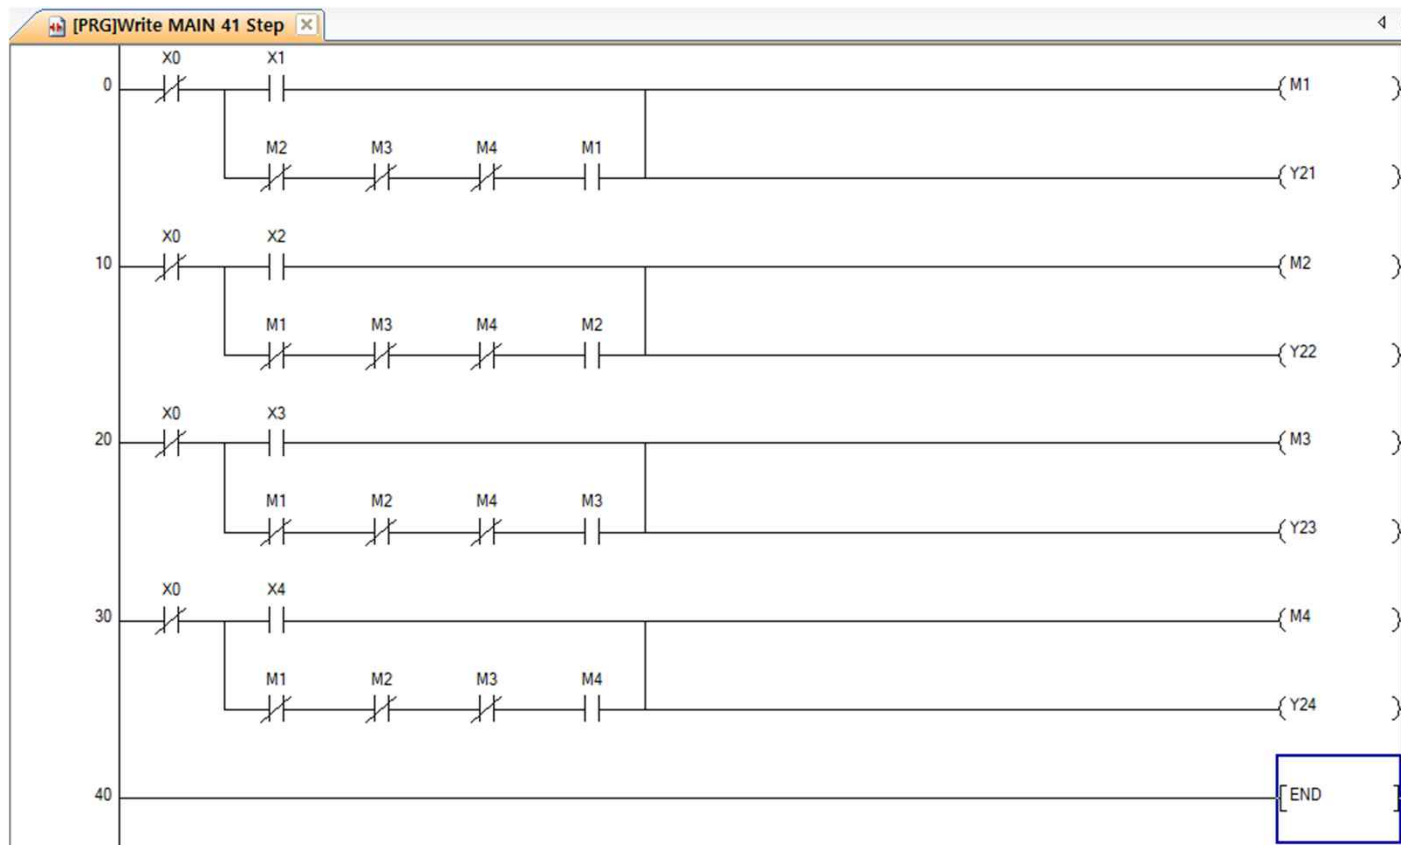 [PRG]Write MAIN 41 Step
X0 X1
0 M1
M2 M3 M4 M1
Y21
X0 X2
10 M2
M1 M3 M4 M2
Y22
X0 X3
20 M3
M1 M2 M4 M3
Y23
X0 X4
30 M4
M1 M2 M3 M4
Y24
40 END